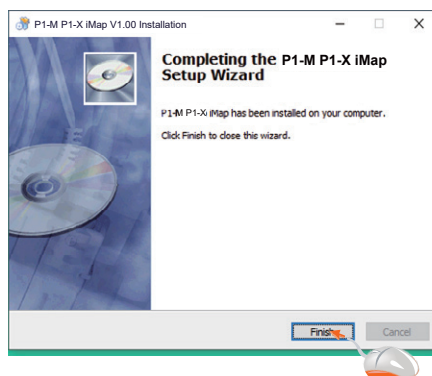 P1-M P1-X iMap V1.00 Installation
Completing the P1-M P1-X iMap
Setup Wizard
P1-M P1-X iMap has been installed on your computer.
Click Finish to close this wizard.
Finish Cancel